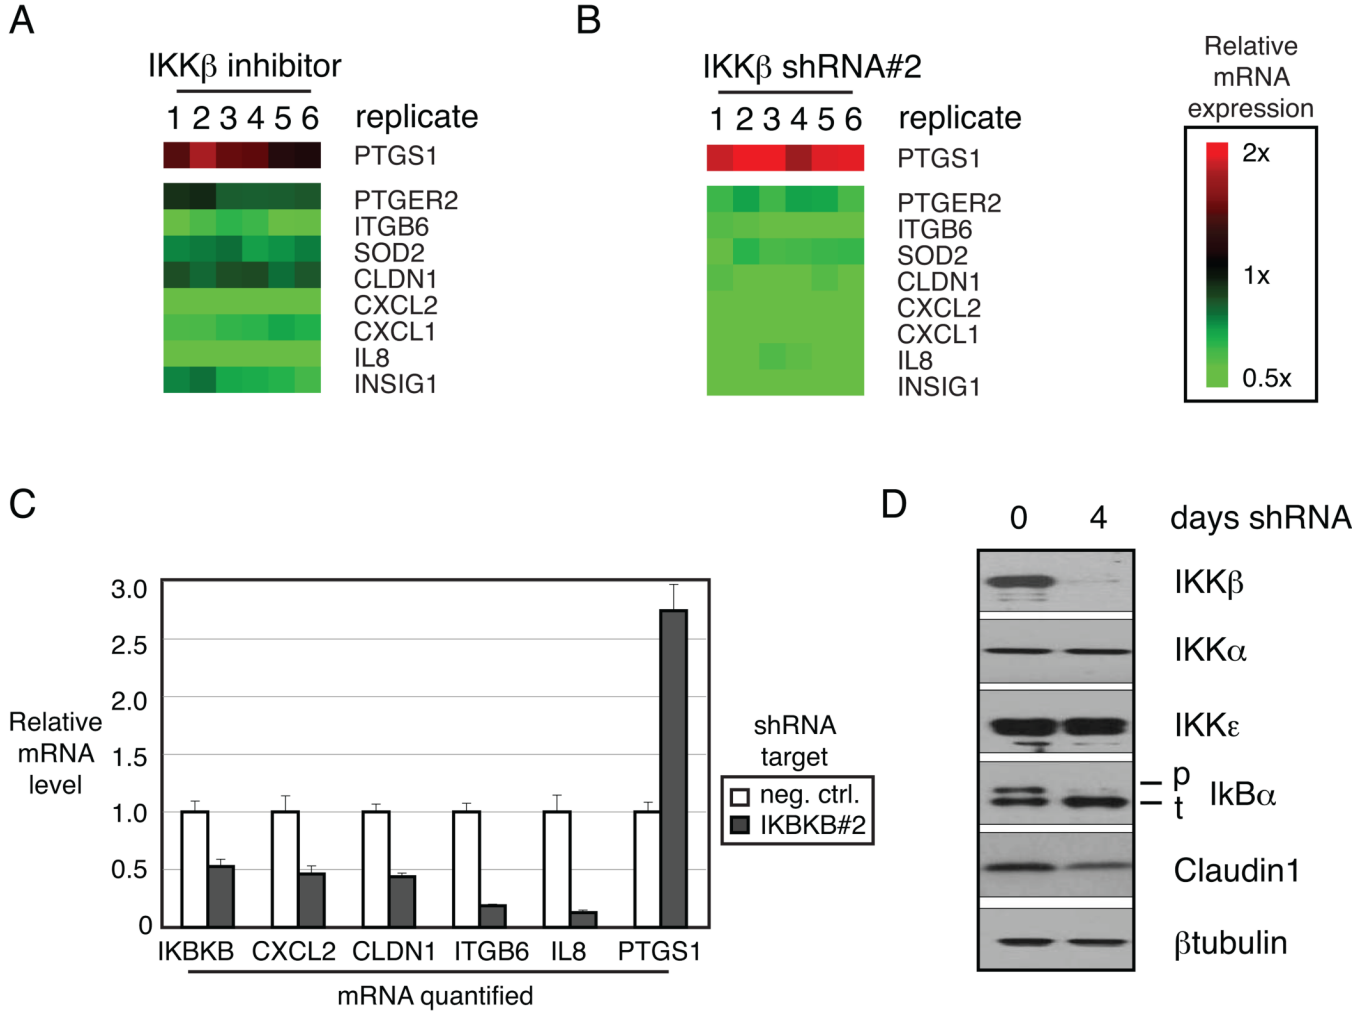 A
IKKβ inhibitor
1 2 3 4 5 6 replicate
PTGS1
PTGER2
ITGB6
SOD2
CLDN1
CXCL2
CXCL1
IL8
INSIG1
B
IKKβ shRNA#2
1 2 3 4 5 6 replicate
PTGS1
PTGER2
ITGB6
SOD2
CLDN1
CXCL2
CXCL1
IL8
INSIG1
Relative
mRNA
expression
2x
1x
0.5x
C
Relative
mRNA
level
3.0
2.5
2.0
1.5
1.0
0.5
0
IKBKB CXCL2 CLDN1 ITGB6 IL8 PTGS1
mRNA quantified
shRNA
target
neg. ctrl.
IKBKB#2
D
0 4 days shRNA
IKKβ
IKKα
IKKε
p
t IkBα
Claudin1
βtubulin